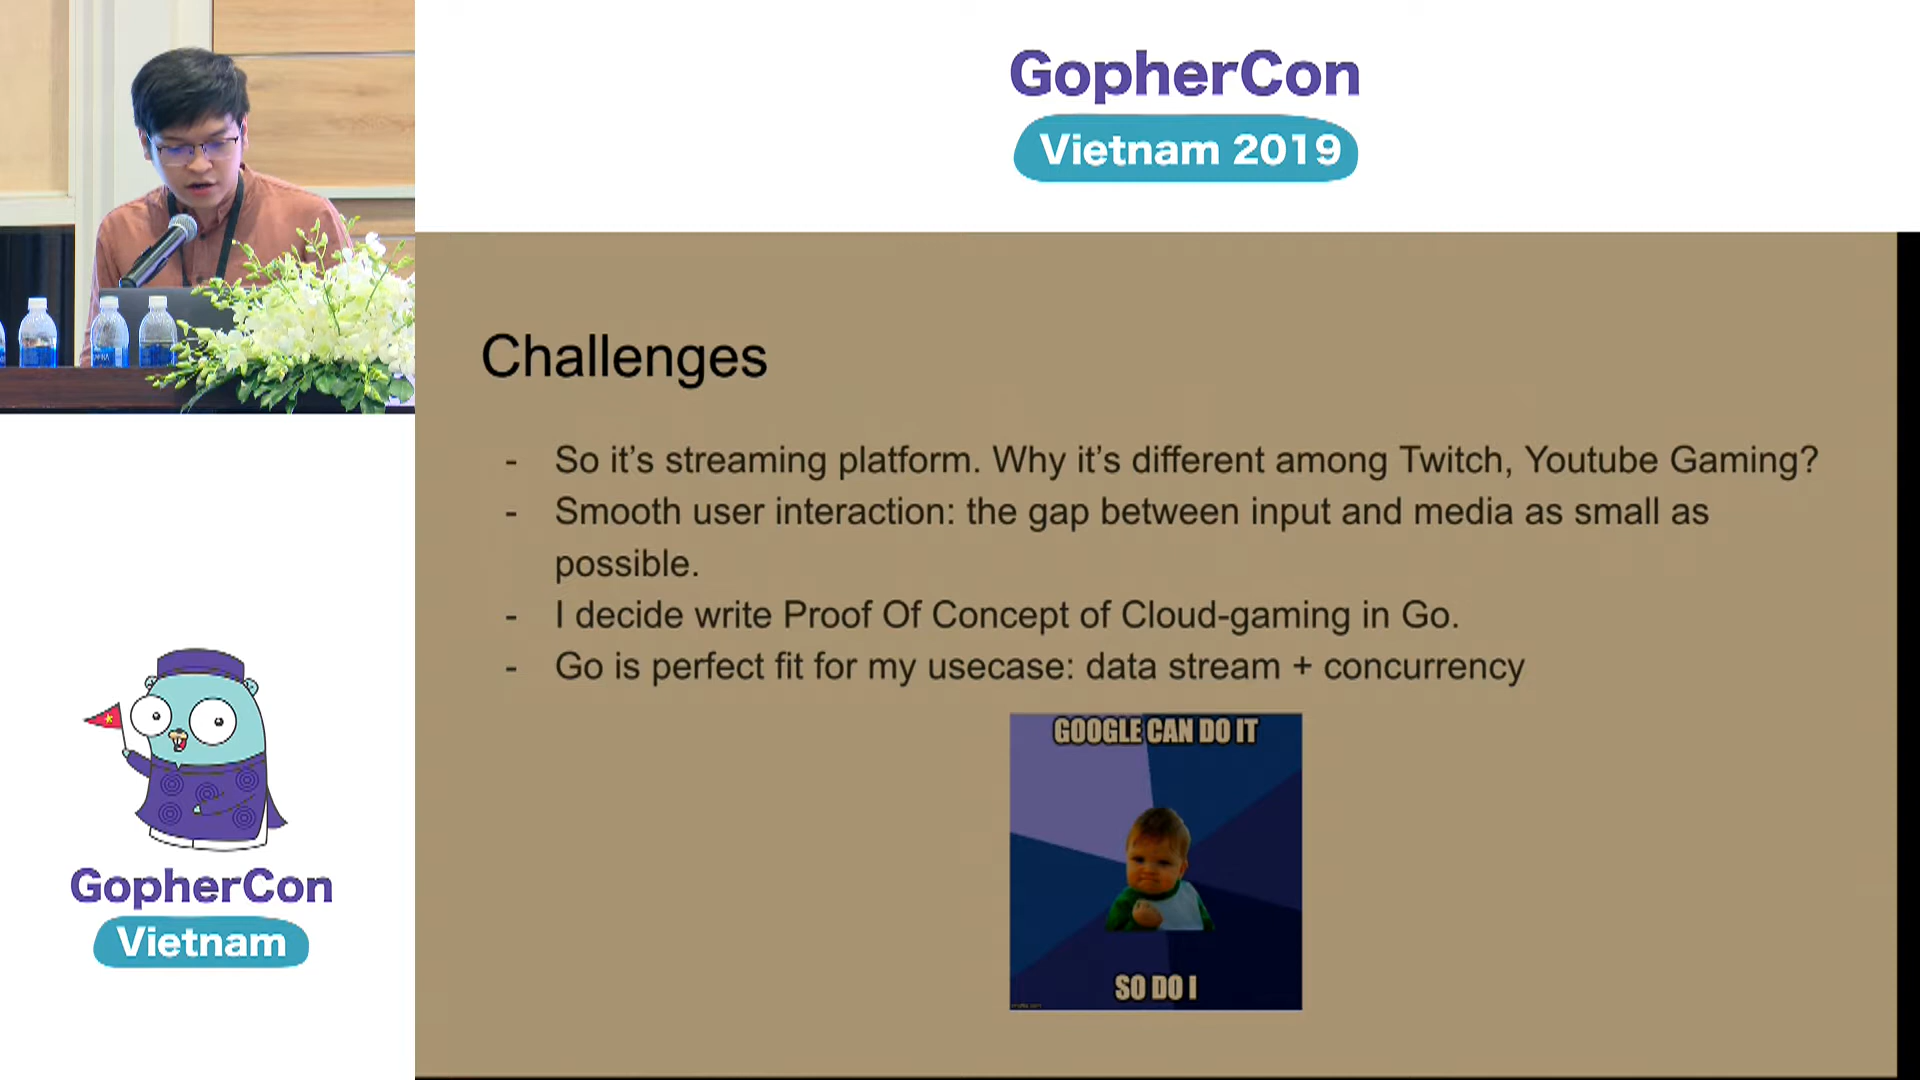 GopherCon
Vietnam 2019
Challenges
- So it’s streaming platform. Why it’s different among Twitch, Youtube Gaming?
- Smooth user interaction: the gap between input and media as small as
possible.
- I decide write Proof Of Concept of Cloud-gaming in Go.
- Go is perfect fit for my usecase: data stream + concurrency
GOOGLE CAN DO IT
SO DO I
GopherCon
Vietnam